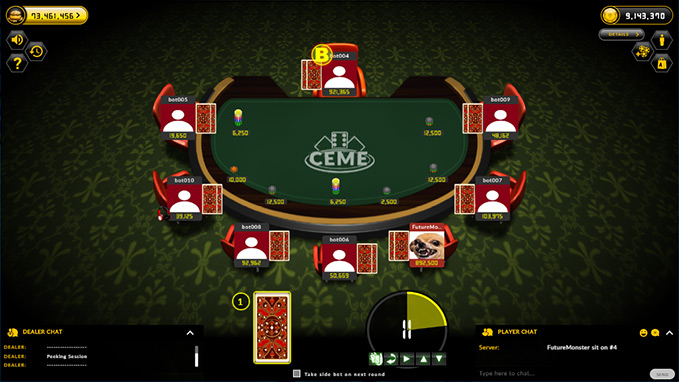 73,461,456
9,143,370
DETAILS
?
B
bot004
921,365
bot005
19,650
bot009
48,162
6,250
12,500
CEME
10,000
12,500
6,250
2,500
12,500
bot010
39,125
bot007
103,975
bot008
92,962
bot006
50,669
FutureMo...
892,500
1
11
DEALER CHAT
DEALER: ------------------
DEALER: Peeking Session
DEALER: ------------------
PLAYER CHAT
Server: FutureMonster sit on #4
Take side bet on next round
Type here to chat...
SEND